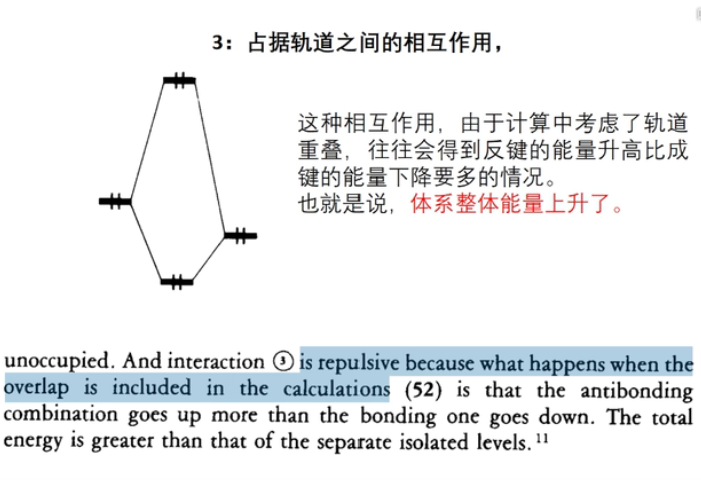 3：占据轨道之间的相互作用，
这种相互作用，由于计算中考虑了轨道
重叠，往往会得到反键的能量升高比成
键的能量下降要多的情况。
也就是说，体系整体能量上升了。
unoccupied. And interaction ③ is repulsive because what happens when the
overlap is included in the calculations (52) is that the antibonding
combination goes up more than the bonding one goes down. The total
energy is greater than that of the separate isolated levels.¹¹